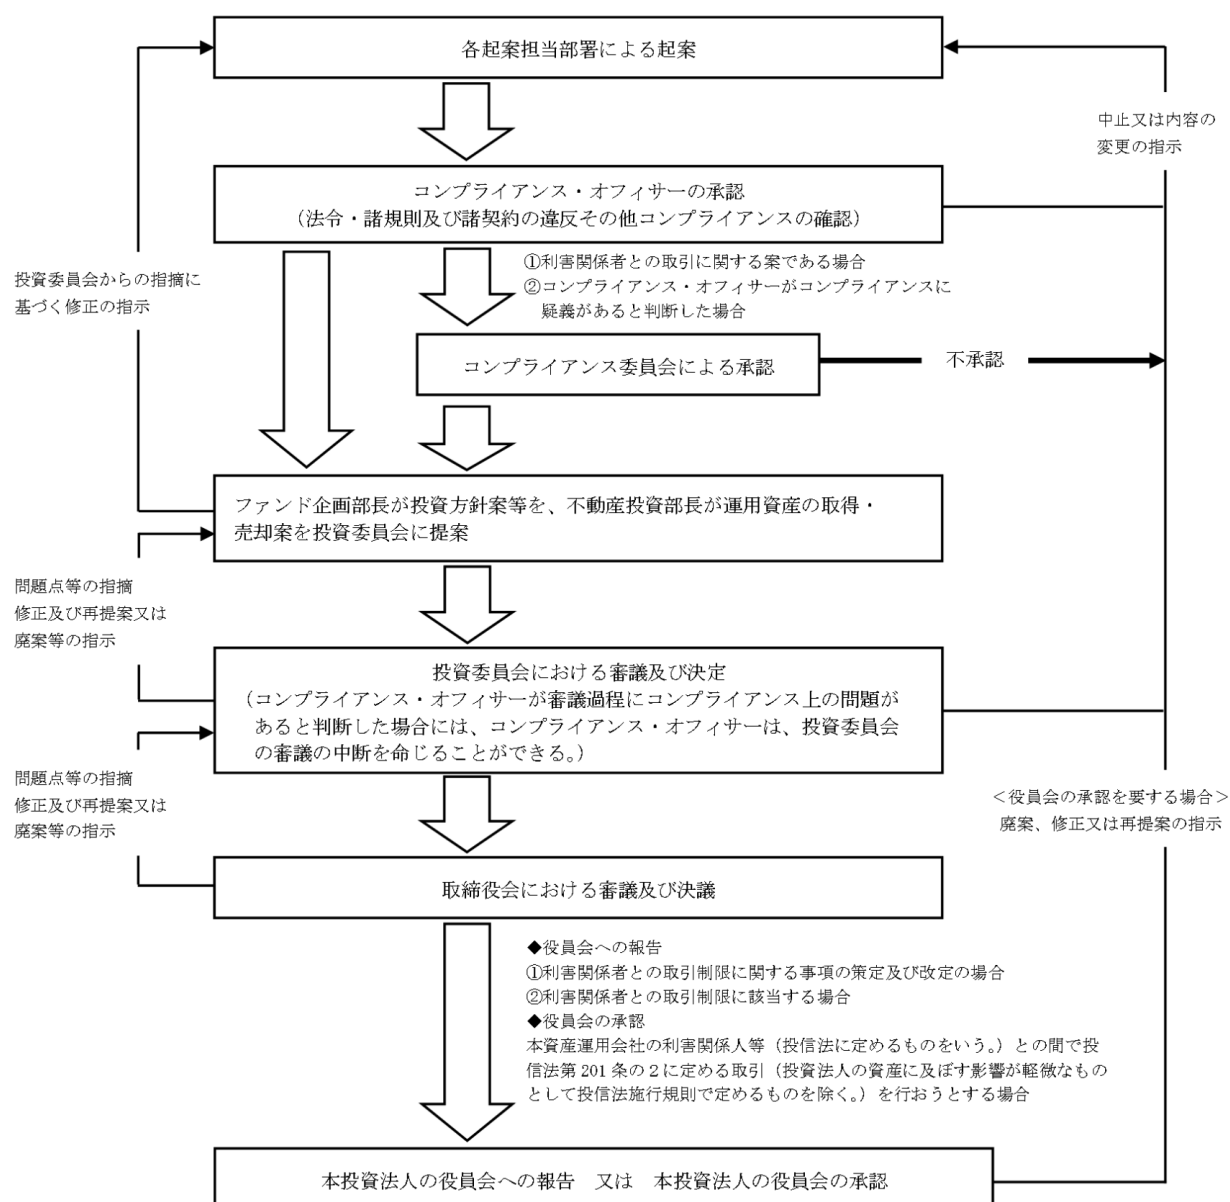 各起案担当部署による起案
中止又は内容の
変更の指示
コンプライアンス・オフィサーの承認
（法令・諸規則及び諸契約の違反その他コンプライアンスの確認）
投資委員会からの指摘に
基づく修正の指示
①利害関係者との取引に関する案である場合
②コンプライアンス・オフィサーがコンプライアンスに
疑義があると判断した場合
コンプライアンス委員会による承認
不承認
ファンド企画部長が投資方針案等を、不動産投資部長が運用資産の取得・
売却案を投資委員会に提案
問題点等の指摘
修正及び再提案又は
廃案等の指示
投資委員会における審議及び決定
（コンプライアンス・オフィサーが審議過程にコンプライアンス上の問題が
あると判断した場合には、コンプライアンス・オフィサーは、投資委員会
の審議の中断を命じることができる。）
問題点等の指摘
修正及び再提案又は
廃案等の指示
＜役員会の承認を要する場合＞
廃案、修正又は再提案の指示
取締役会における審議及び決議
◆役員会への報告
①利害関係者との取引制限に関する事項の策定及び改定の場合
②利害関係者との取引制限に該当する場合
◆役員会の承認
本資産運用会社の利害関係人等（投信法に定めるものをいう。）との間で投
信法第 201 条の２に定める取引（投資法人の資産に及ぼす影響が軽微なもの
として投信法施行規則で定めるものを除く。）を行おうとする場合
本投資法人の役員会への報告　又は　本投資法人の役員会の承認